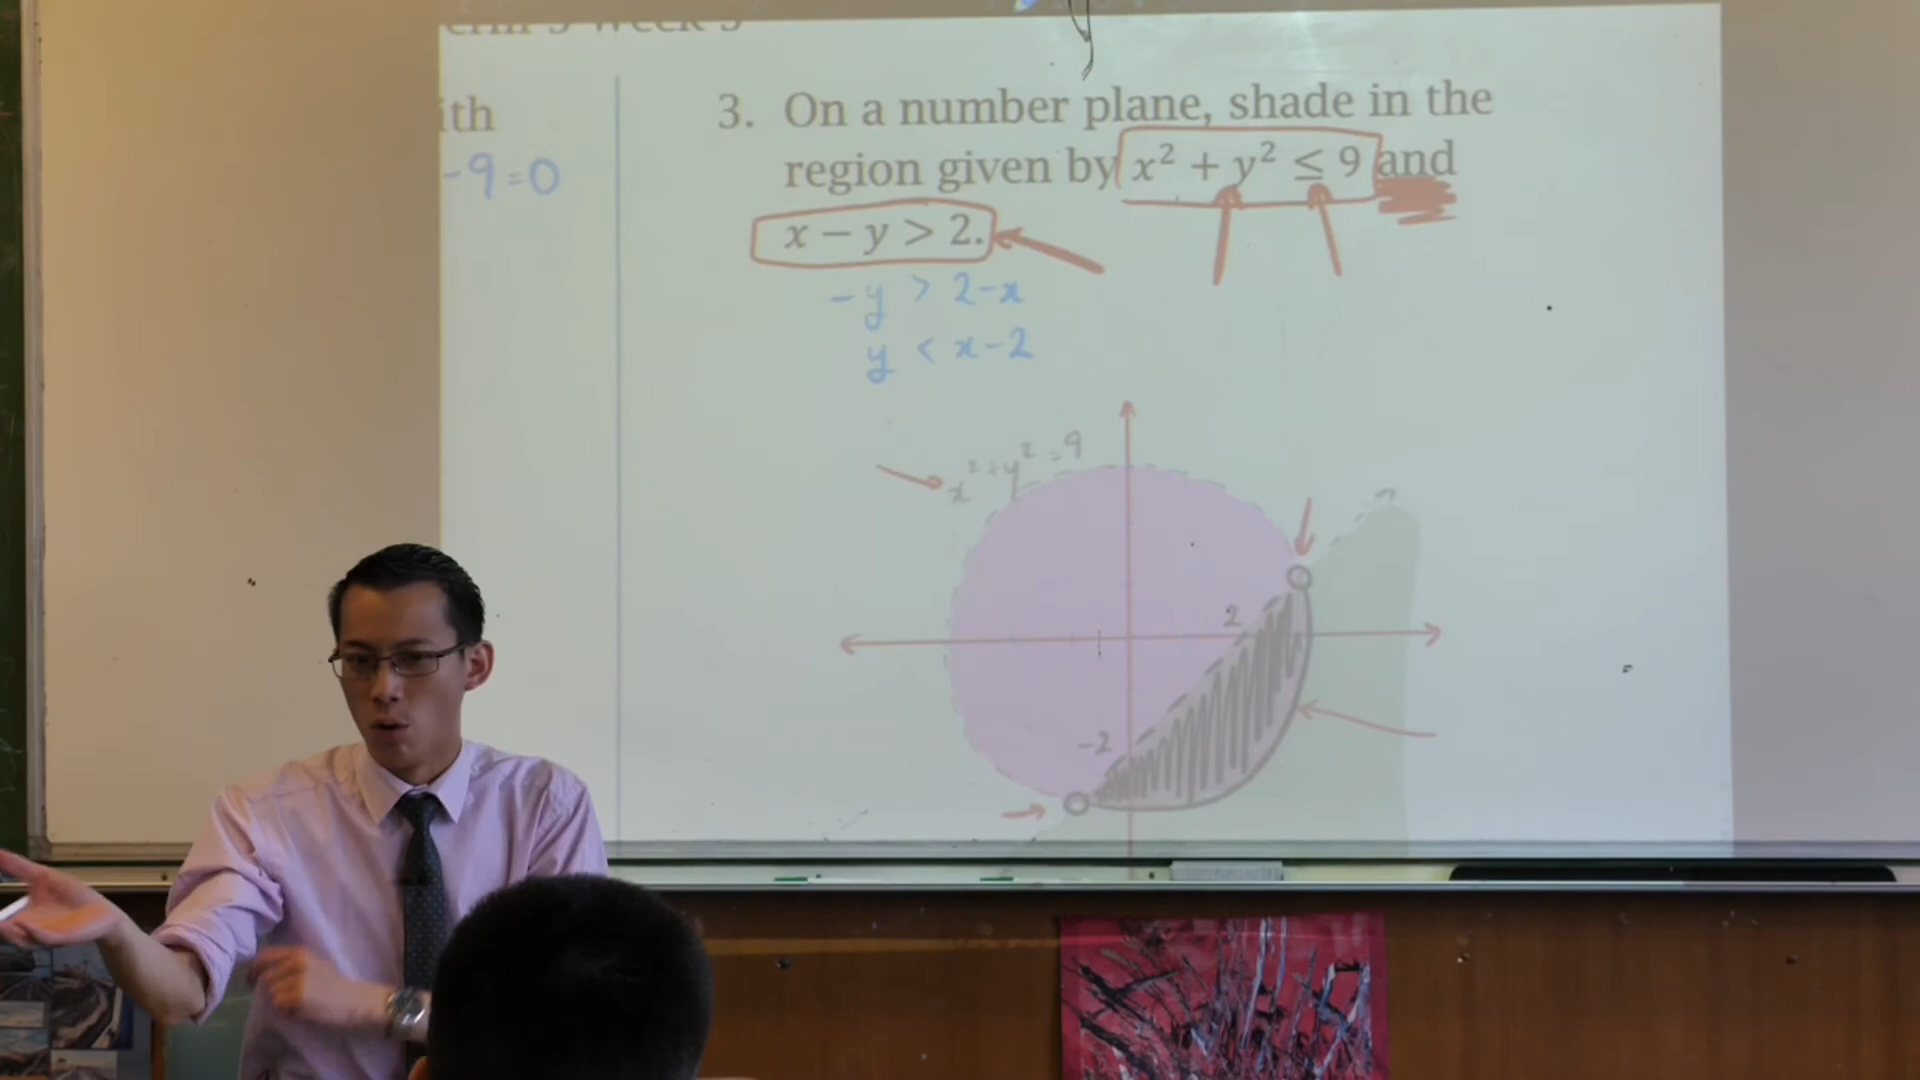 ith
-9=0
3. On a number plane, shade in the
region given by x² + y² ≤ 9 and
x − y > 2.
-y > 2-x
y < x-2
x²+y²=9
2
-2